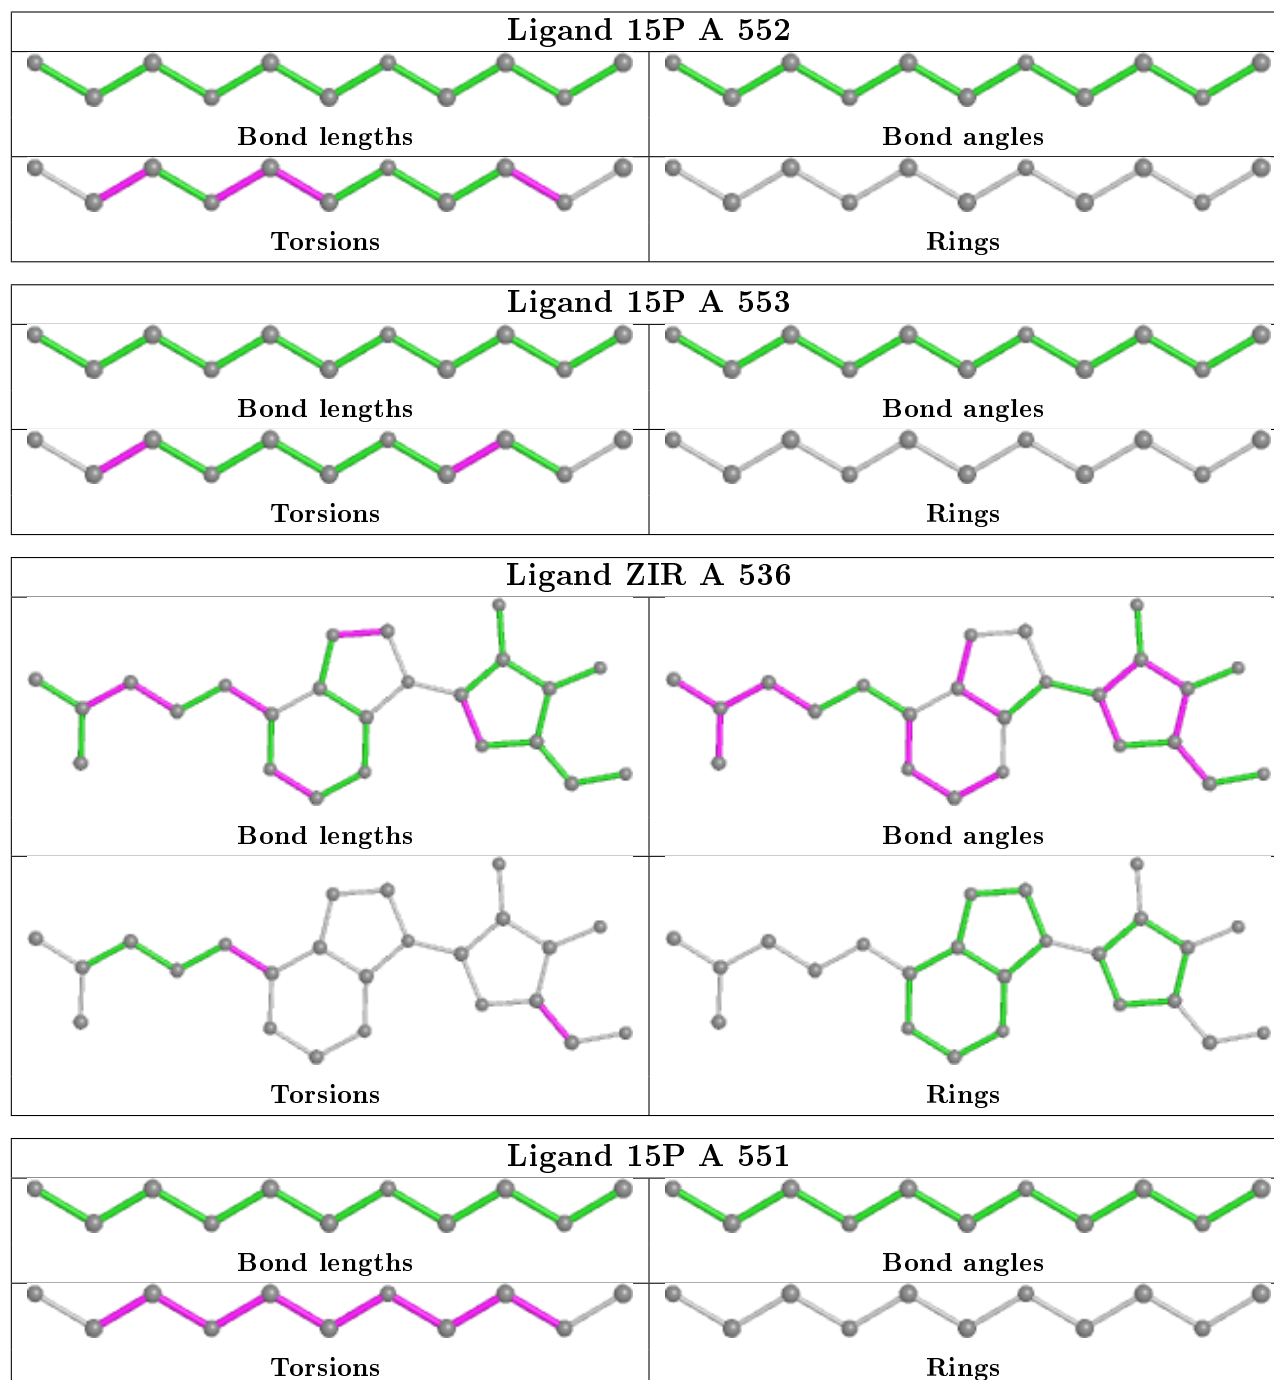 Ligand 15P A 552
Bond lengths
Bond angles
Torsions
Rings
Ligand 15P A 553
Bond lengths
Bond angles
Torsions
Rings
Ligand ZIR A 536
Bond lengths
Bond angles
Torsions
Rings
Ligand 15P A 551
Bond lengths
Bond angles
Torsions
Rings